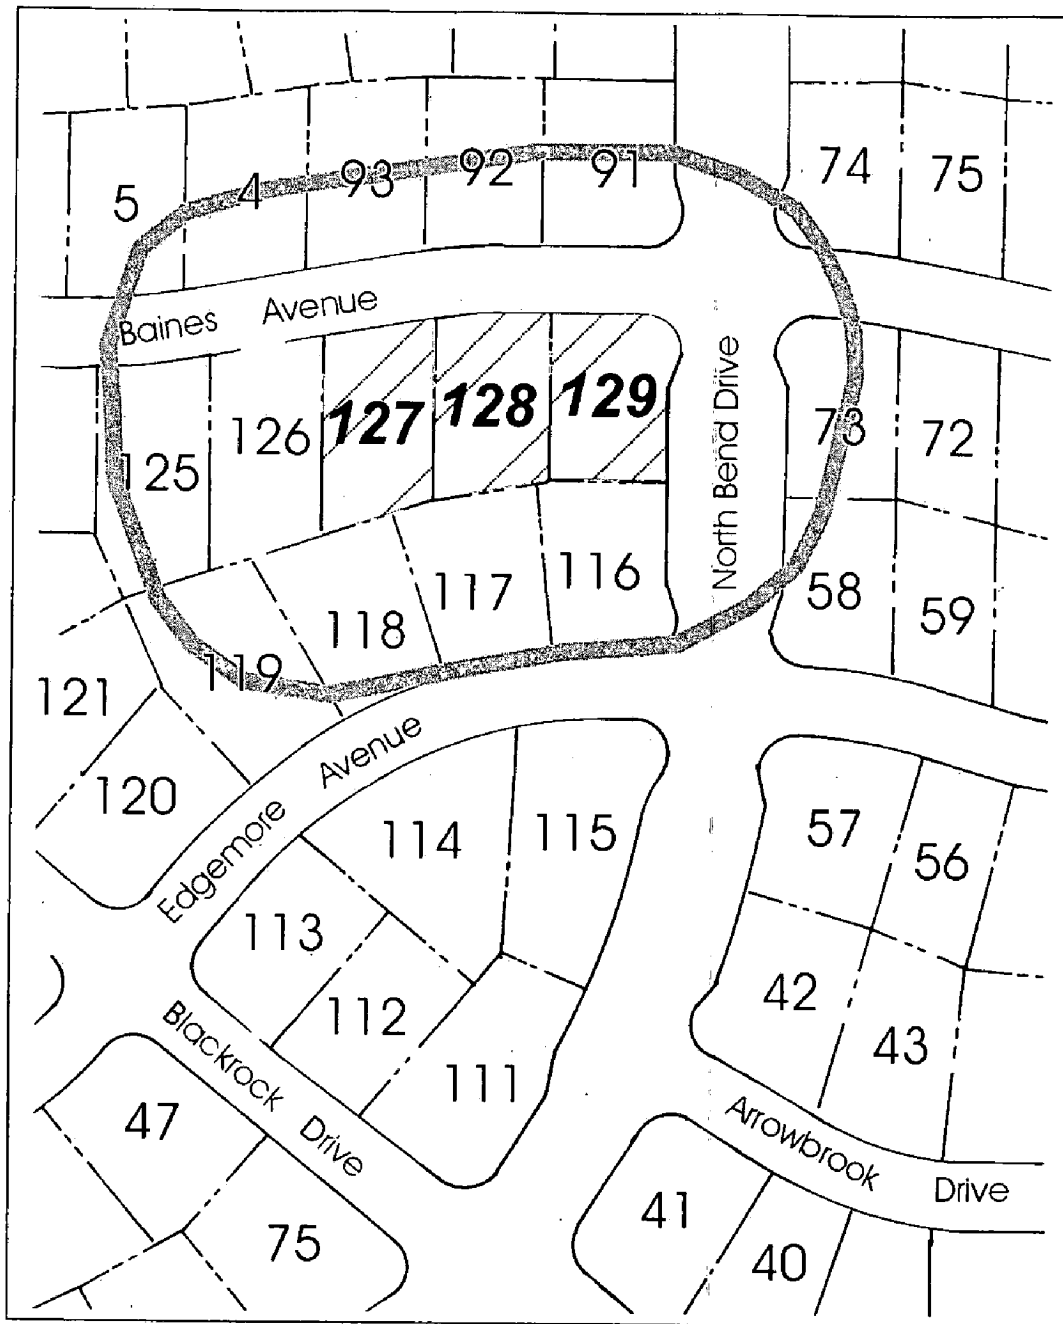 5 4 93 92 91 74 75
Baines Avenue
125 126 127 128 129 73 72
North Bend Drive
119 118 117 116 58 59
121
120
Edgemore Avenue
114 115 57 56
113
112 42
111 43
Blackrock Drive
47
Arrowbrook Drive
75 41
40